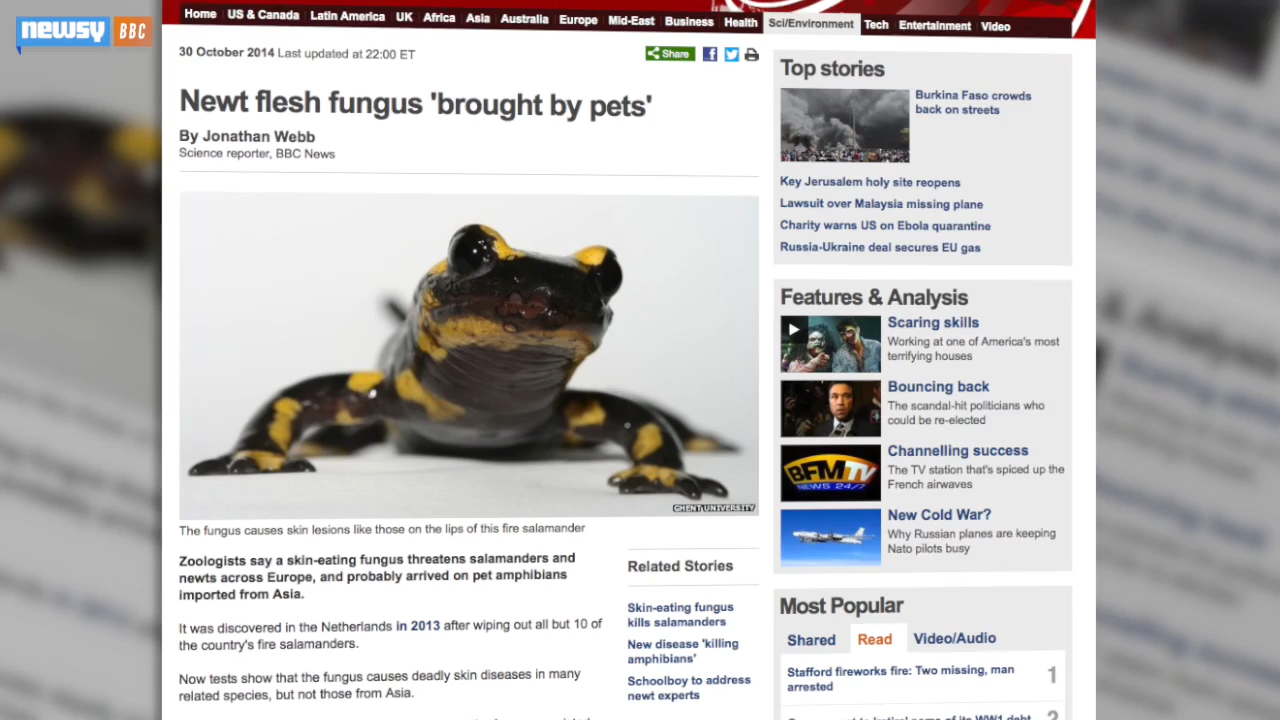 newsy BBC
Home US & Canada Latin America UK Africa Asia Australia Europe Mid-East Business Health Sci/Environment Tech Entertainment Video
30 October 2014 Last updated at 22:00 ET
Share
Newt flesh fungus 'brought by pets'
By Jonathan Webb
Science reporter, BBC News
GHENT UNIVERSITY
The fungus causes skin lesions like those on the lips of this fire salamander
Zoologists say a skin-eating fungus threatens salamanders and
newts across Europe, and probably arrived on pet amphibians
imported from Asia.
It was discovered in the Netherlands in 2013 after wiping out all but 10 of
the country's fire salamanders.
Now tests show that the fungus causes deadly skin diseases in many
related species, but not those from Asia.
Related Stories
Skin-eating fungus
kills salamanders
New disease 'killing
amphibians'
Schoolboy to address
newt experts
Top stories
Burkina Faso crowds
back on streets
Key Jerusalem holy site reopens
Lawsuit over Malaysia missing plane
Charity warns US on Ebola quarantine
Russia-Ukraine deal secures EU gas
Features & Analysis
Scaring skills
Working at one of America's most
terrifying houses
Bouncing back
The scandal-hit politicians who
could be re-elected
BFMTV
NEWS 24/7
Channelling success
The TV station that's spiced up the
French airwaves
New Cold War?
Why Russian planes are keeping
Nato pilots busy
Most Popular
Shared Read Video/Audio
Stafford fireworks fire: Two missing, man
arrested
1
2